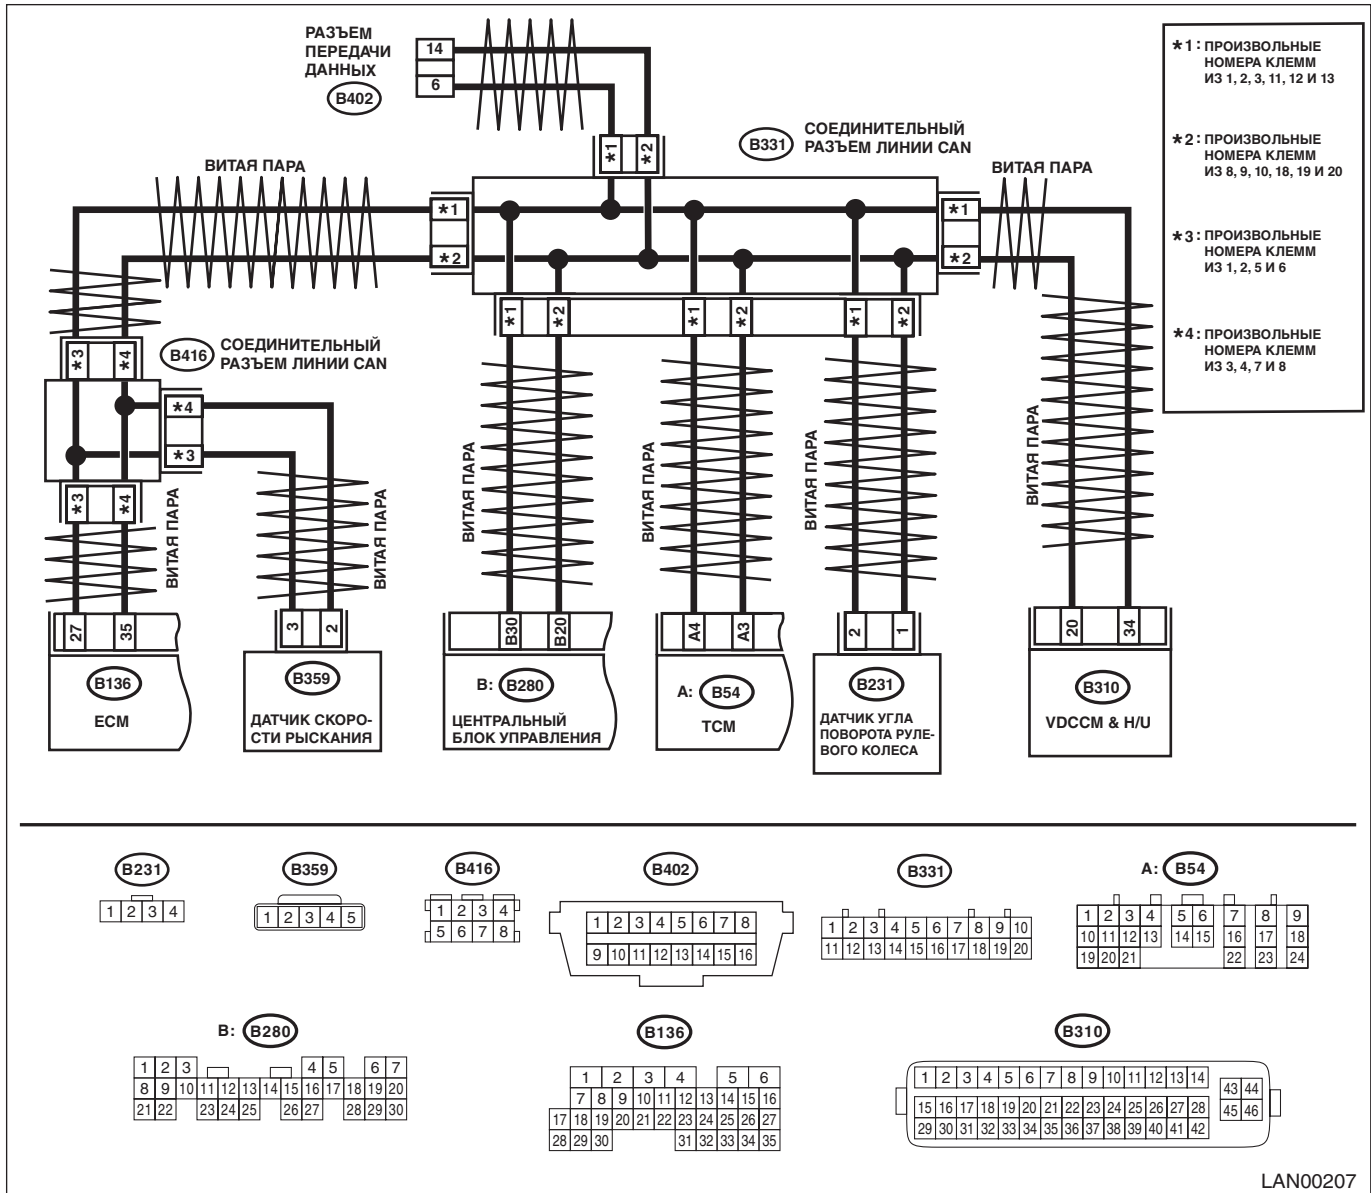 РАЗЪЕМ
ПЕРЕДАЧИ
ДАННЫХ
B402
14
6
*1
*2
B331
СОЕДИНИТЕЛЬНЫЙ
РАЗЪЕМ ЛИНИИ CAN
*1: ПРОИЗВОЛЬНЫЕ
НОМЕРА КЛЕММ
ИЗ 1, 2, 3, 11, 12 И 13
*2: ПРОИЗВОЛЬНЫЕ
НОМЕРА КЛЕММ
ИЗ 8, 9, 10, 18, 19 И 20
*3: ПРОИЗВОЛЬНЫЕ
НОМЕРА КЛЕММ
ИЗ 1, 2, 5 И 6
*4: ПРОИЗВОЛЬНЫЕ
НОМЕРА КЛЕММ
ИЗ 3, 4, 7 И 8
ВИТАЯ ПАРА
ВИТАЯ ПАРА
*1
*2
*1
*2
*1 *2 *1 *2 *1 *2
*3 *4
B416
СОЕДИНИТЕЛЬНЫЙ
РАЗЪЕМ ЛИНИИ CAN
*4
*3
*3 *4
ВИТАЯ ПАРА
ВИТАЯ ПАРА
ВИТАЯ ПАРА
ВИТАЯ ПАРА
ВИТАЯ ПАРА
ВИТАЯ ПАРА
27 35
3 2
B30 B20
A4 A3
2 1
20 34
B136
ECM
B359
ДАТЧИК СКОРО-
СТИ РЫСКАНИЯ
B: B280
ЦЕНТРАЛЬНЫЙ
БЛОК УПРАВЛЕНИЯ
A: B54
TCM
B231
ДАТЧИК УГЛА
ПОВОРОТА РУЛЕ-
ВОГО КОЛЕСА
B310
VDCCM & H/U
B231
1 2 3 4
B359
1 2 3 4 5
B416
1 2 3 4
5 6 7 8
B402
1 2 3 4 5 6 7 8
9 10 11 12 13 14 15 16
B331
1 2 3 4 5 6 7 8 9 10
11 12 13 14 15 16 17 18 19 20
A: B54
1 2 3 4 5 6 7 8 9
10 11 12 13 14 15 16 17 18
19 20 21 22 23 24
B: B280
1 2 3 4 5 6 7
8 9 10 11 12 13 14 15 16 17 18 19 20
21 22 23 24 25 26 27 28 29 30
B136
1 2 3 4 5 6
7 8 9 10 11 12 13 14 15 16
17 18 19 20 21 22 23 24 25 26 27
28 29 30 31 32 33 34 35
B310
1 2 3 4 5 6 7 8 9 10 11 12 13 14
15 16 17 18 19 20 21 22 23 24 25 26 27 28
29 30 31 32 33 34 35 36 37 38 39 40 41 42
43 44
45 46
LAN00207